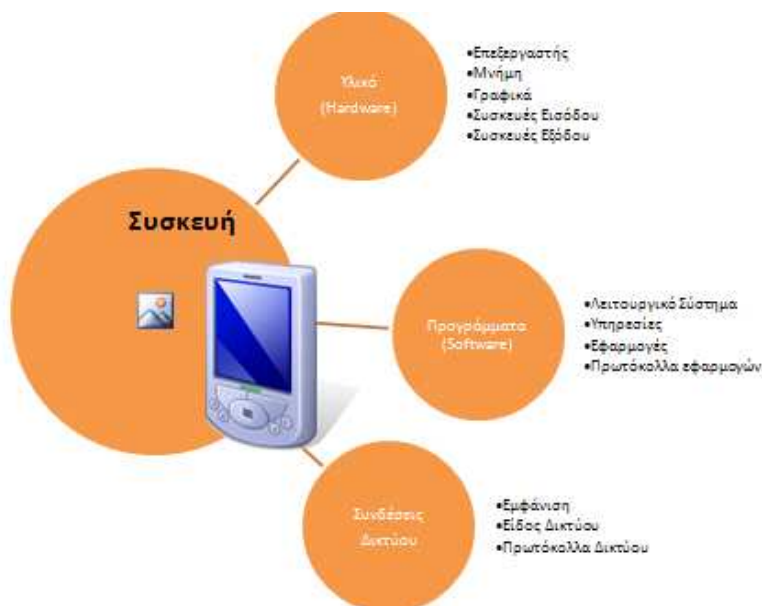 Υλικό
(Hardware)
•Επεξεργαστής
•Μνήμη
•Γραφικά
•Συσκευές Εισόδου
•Συσκευές Εξόδου
Συσκευή
Προγράμματα
(Software)
•Λειτουργικό Σύστημα
•Υπηρεσίες
•Εφαρμογές
•Πρωτόκολλα εφαρμογών
Συνδέσεις
Δικτύου
•Εμφάνιση
•Είδος Δικτύου
•Πρωτόκολλα Δικτύου